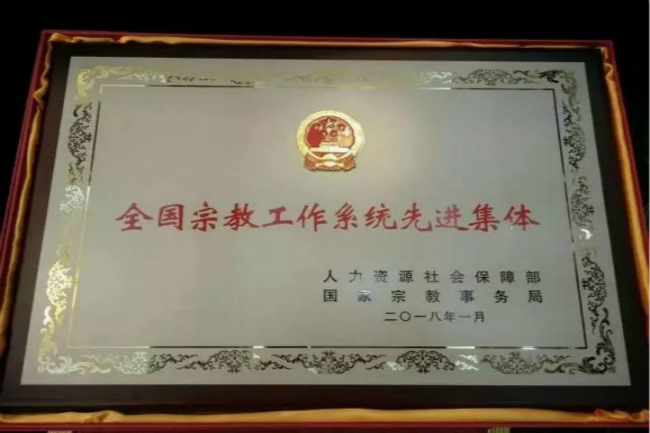 全国宗教工作系统先进集体
人力资源社会保障部
国家宗教事务局
二〇一八年一月